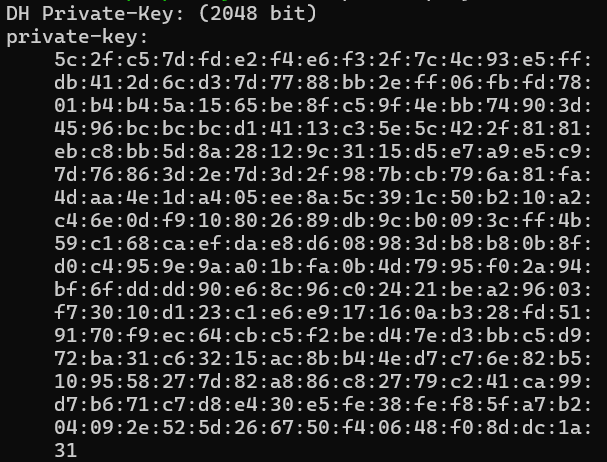 DH Private-Key: (2048 bit)
private-key:
5c:2f:c5:7d:fd:e2:f4:e6:f3:2f:7c:4c:93:e5:ff:
db:41:2d:6c:d3:7d:77:88:bb:2e:ff:06:fb:fd:78:
01:b4:b4:5a:15:65:be:8f:c5:9f:4e:bb:74:90:3d:
45:96:bc:bc:bc:d1:41:13:c3:5e:5c:42:2f:81:81:
eb:c8:bb:5d:8a:28:12:9c:31:15:d5:e7:a9:e5:c9:
7d:76:86:3d:2e:7d:3d:2f:98:7b:cb:79:6a:81:fa:
4d:aa:4e:1d:a4:05:ee:8a:5c:39:1c:50:b2:10:a2:
c4:6e:0d:f9:10:80:26:89:db:9c:b0:09:3c:ff:4b:
59:c1:68:ca:ef:da:e8:d6:08:98:3d:b8:b8:0b:8f:
d0:c4:95:9e:9a:a0:1b:fa:0b:4d:79:95:f0:2a:94:
bf:6f:dd:dd:90:e6:8c:96:c0:24:21:be:a2:96:03:
f7:30:10:d1:23:c1:e6:e9:17:16:0a:b3:28:fd:51:
91:70:f9:ec:64:cb:c5:f2:be:d4:7e:d3:bb:c5:d9:
72:ba:31:c6:32:15:ac:8b:b4:4e:d7:c7:6e:82:b5:
10:95:58:27:7d:82:a8:86:c8:27:79:c2:41:ca:99:
d7:b6:71:c7:d8:e4:30:e5:fe:38:fe:f8:5f:a7:b2:
04:09:2e:52:5d:26:67:50:f4:06:48:f0:8d:dc:1a:
31